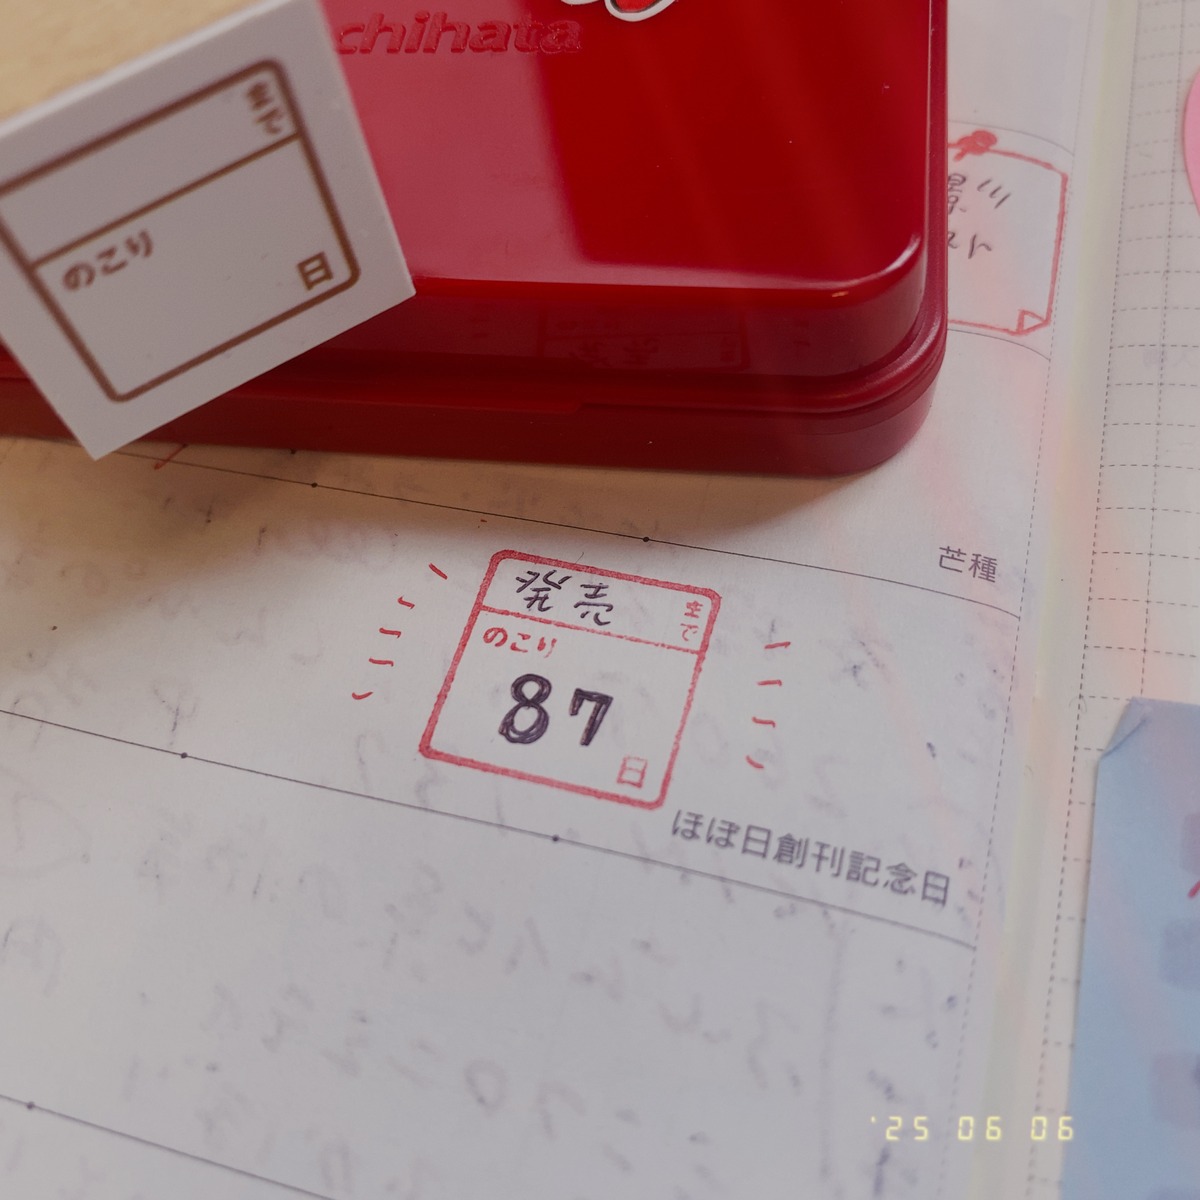 chihata
まで
のこり
日
芒種
発売
まで
のこり
87
日
ほぼ日創刊記念日
'25 06 06